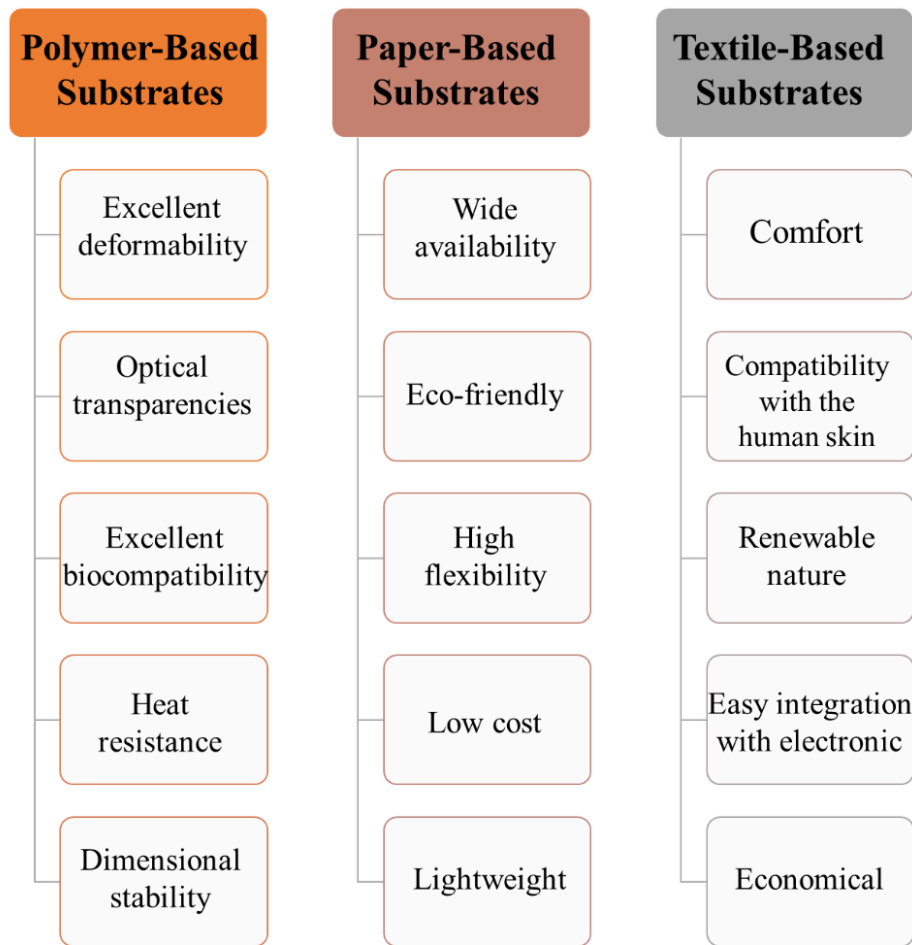 Polymer-Based
Substrates
Excellent
deformability
Optical
transparencies
Excellent
biocompatibility
Heat
resistance
Dimensional
stability
Paper-Based
Substrates
Wide
availability
Eco-friendly
High
flexibility
Low cost
Lightweight
Textile-Based
Substrates
Comfort
Compatibility
with the
human skin
Renewable
nature
Easy integration
with electronic
Economical